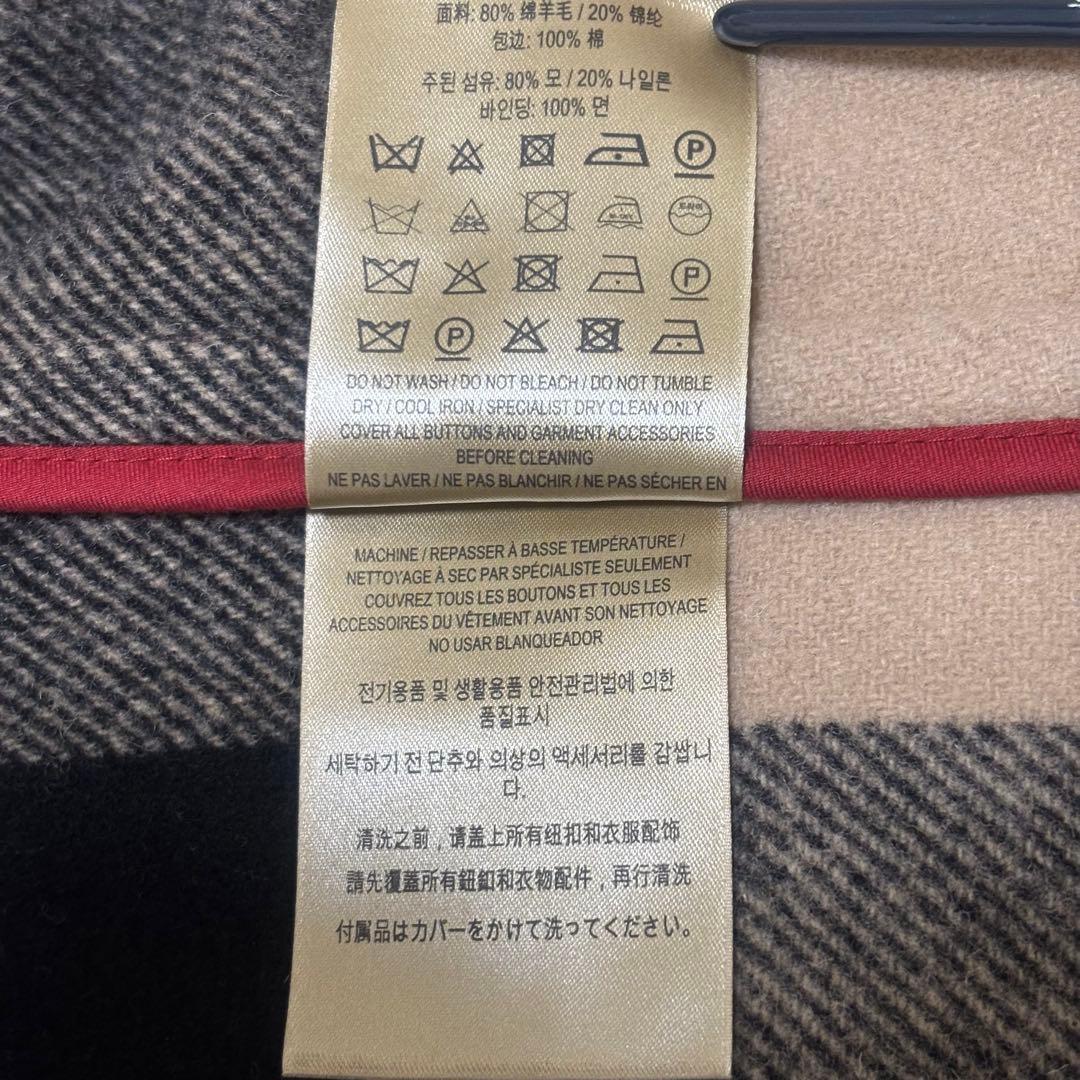 面料: 80% 绵羊毛 / 20% 锦纶
包边: 100% 棉
주된 섬유: 80% 모 / 20% 나일론
바인딩: 100% 면
P
P
P
DO NOT WASH / DO NOT BLEACH / DO NOT TUMBLE
DRY / COOL IRON / SPECIALIST DRY CLEAN ONLY
COVER ALL BUTTONS AND GARMENT ACCESSORIES
BEFORE CLEANING
NE PAS LAVER / NE PAS BLANCHIR / NE PAS SÉCHER EN
MACHINE / REPASSER À BASSE TEMPÉRATURE /
NETTOYAGE À SEC PAR SPÉCIALISTE SEULEMENT
COUVREZ TOUS LES BOUTONS ET TOUS LES
ACCESSOIRES DU VÊTEMENT AVANT SON NETTOYAGE
NO USAR BLANQUEADOR
전기용품 및 생활용품 안전관리법에 의한
품질표시
세탁하기 전 단추와 의상의 액세서리를 감쌉니
다.
清洗之前，请盖上所有纽扣和衣服配饰
請先覆蓋所有鈕釦和衣物配件，再行清洗
付属品はカバーをかけて洗ってください。